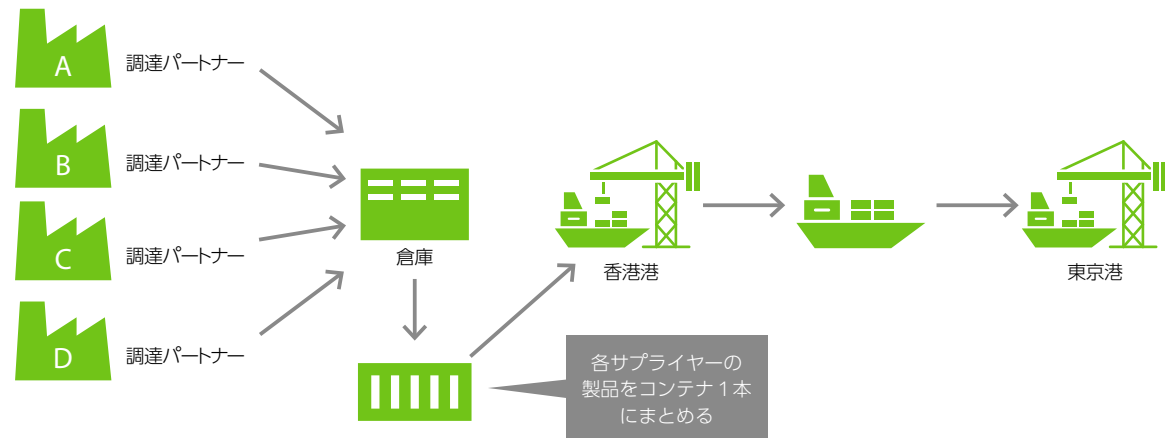 A
調達パートナー
B
調達パートナー
C
調達パートナー
D
調達パートナー
倉庫
香港港
東京港
各サプライヤーの
製品をコンテナ1本
にまとめる